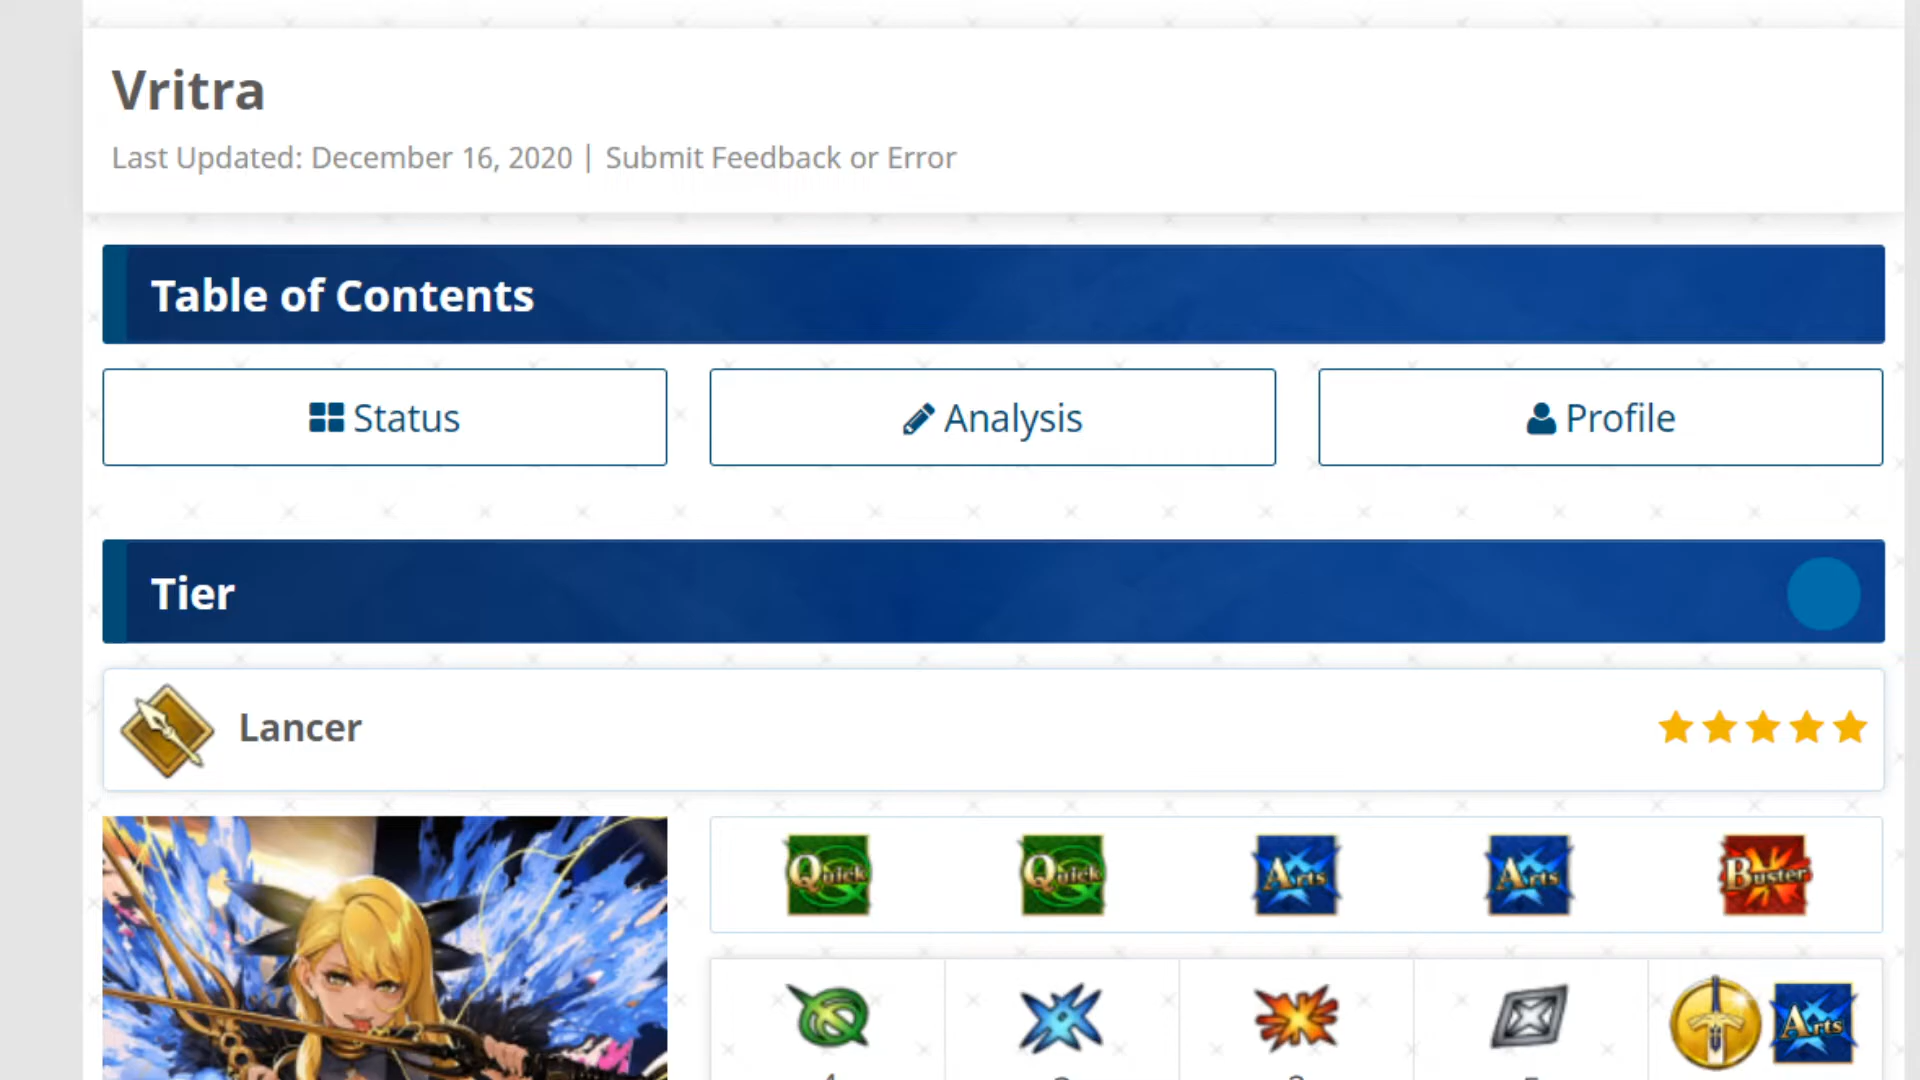 Vritra
Last Updated: December 16, 2020 | Submit Feedback or Error
Table of Contents
Status
Analysis
Profile
Tier
Lancer
Quick
Quick
Arts
Arts
Buster
Arts